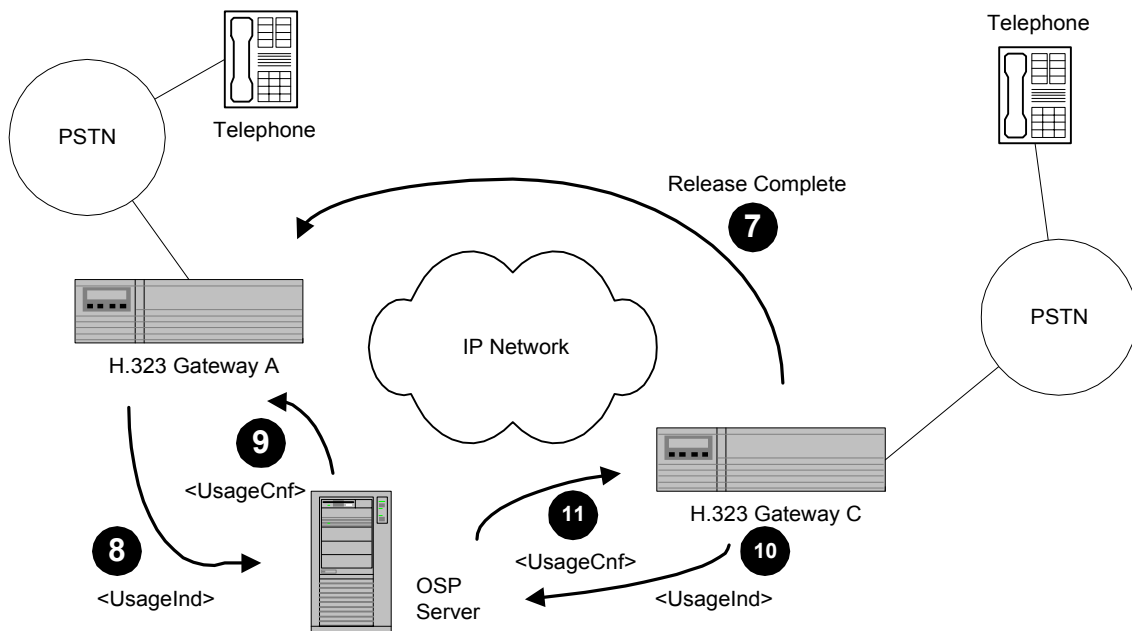 Telephone
PSTN
Telephone
Release Complete
7
PSTN
IP Network
H.323 Gateway A
9
<UsageCnf>
8
<UsageInd>
OSP
Server
11
<UsageCnf>
H.323 Gateway C
10
<UsageInd>